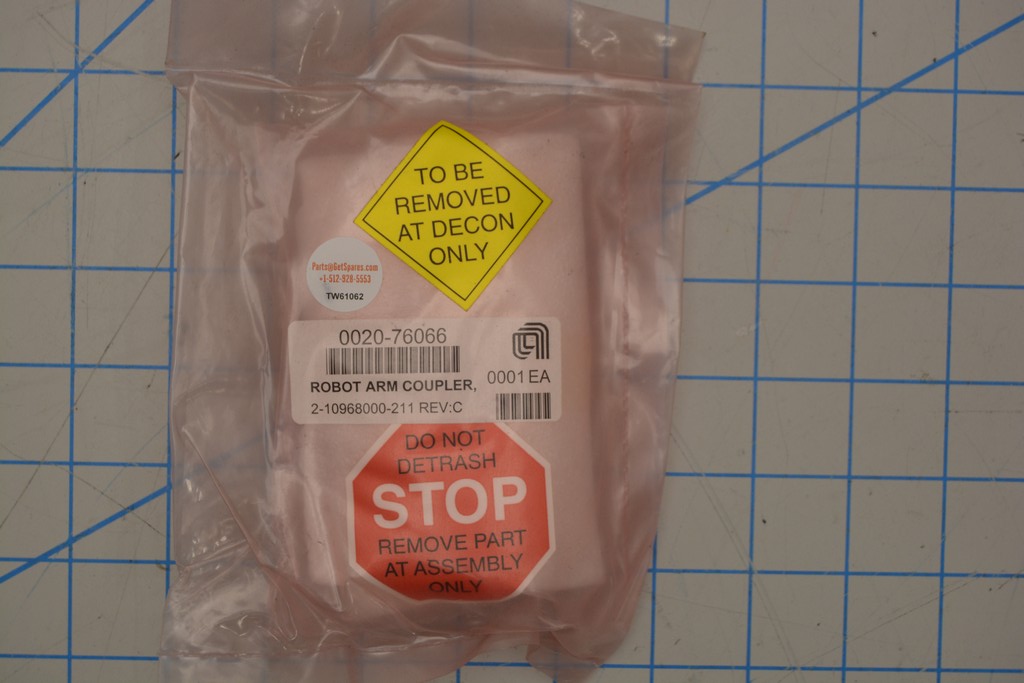 TO BE
REMOVED
AT DECON
ONLY
Parts@GetSpares.com
+1-512-928-5553
TW61062
0020-76066
ROBOT ARM COUPLER,
0001 EA
2-10968000-211 REV:C
DO NOT
DETRASH
STOP
REMOVE PART
AT ASSEMBLY
ONLY